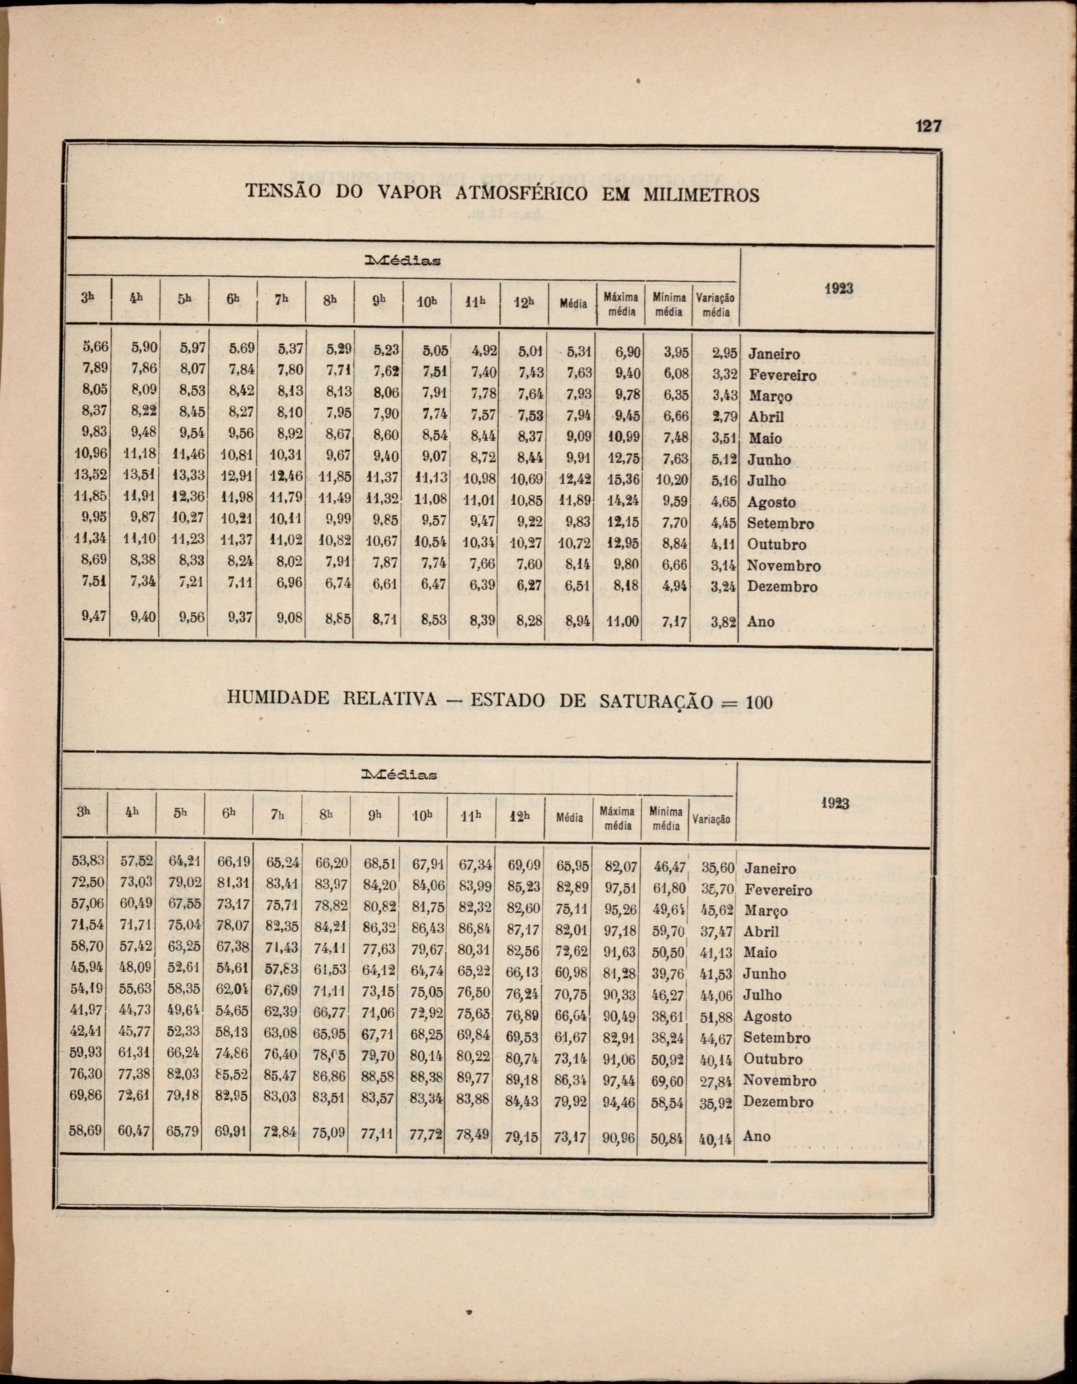 127
TENSÃO DO VAPOR ATMOSFÉRICO EM MILIMETROS
Médias
3h 4h 5h 6h 7h 8h 9h 10h 11h 12h Média Máxima média Mínima média Variação média 1923
5,66 5,90 5,97 5,69 5,37 5,29 5,23 5,05 4,92 5,01 5,31 6,90 3,95 2,95 Janeiro
7,89 7,86 8,07 7,84 7,80 7,71 7,62 7,51 7,40 7,43 7,63 9,40 6,08 3,32 Fevereiro
8,05 8,09 8,53 8,42 8,13 8,13 8,06 7,91 7,78 7,64 7,93 9,78 6,35 3,43 Março
8,37 8,22 8,45 8,27 8,10 7,95 7,90 7,74 7,57 7,53 7,94 9,45 6,66 2,79 Abril
9,83 9,48 9,54 9,56 8,92 8,67 8,60 8,54 8,44 8,37 9,09 10,99 7,48 3,51 Maio
10,96 11,18 11,46 10,81 10,31 9,67 9,40 9,07 8,72 8,44 9,91 12,75 7,63 5,12 Junho
13,52 13,51 13,33 12,91 12,46 11,85 11,37 11,13 10,98 10,69 12,42 15,36 10,20 5,16 Julho
11,85 11,91 12,36 11,98 11,79 11,49 11,32 11,08 11,01 10,85 11,89 14,24 9,59 4,65 Agosto
9,95 9,87 10,27 10,21 10,11 9,99 9,85 9,57 9,47 9,22 9,83 12,15 7,70 4,45 Setembro
11,34 11,10 11,23 11,37 11,02 10,82 10,67 10,54 10,34 10,27 10,72 12,95 8,84 4,11 Outubro
8,69 8,38 8,33 8,24 8,02 7,91 7,87 7,74 7,66 7,60 8,14 9,80 6,66 3,14 Novembro
7,51 7,34 7,21 7,11 6,96 6,74 6,61 6,47 6,39 6,27 6,51 8,18 4,94 3,24 Dezembro
9,47 9,40 9,56 9,37 9,08 8,85 8,71 8,53 8,39 8,28 8,94 11,00 7,17 3,82 Ano
HUMIDADE RELATIVA — ESTADO DE SATURAÇÃO = 100
Médias
3h 4h 5h 6h 7h 8h 9h 10h 11h 12h Média Máxima média Mínima média Variação 1923
53,83 57,52 64,21 66,19 65,24 66,20 68,51 67,91 67,34 69,09 65,95 82,07 46,47 35,60 Janeiro
72,50 73,03 79,02 81,31 83,41 83,97 84,20 84,06 83,99 85,23 82,89 97,51 61,80 35,70 Fevereiro
57,06 60,49 67,55 73,17 75,71 78,82 80,82 81,75 82,32 82,60 75,11 95,26 49,64 45,62 Março
71,54 71,71 75,04 78,07 82,35 84,21 86,32 86,43 86,84 87,17 82,01 97,18 59,70 37,47 Abril
58,70 57,42 63,25 67,38 71,43 74,11 77,63 79,67 80,31 82,56 72,62 91,63 50,50 41,13 Maio
45,94 48,09 52,61 54,61 57,83 61,53 64,12 64,74 65,22 66,13 60,98 81,28 39,76 41,53 Junho
54,19 55,63 58,35 62,04 67,69 71,11 73,15 75,05 76,50 76,24 70,75 90,33 46,27 44,06 Julho
41,97 44,73 49,64 54,65 62,39 66,77 71,06 72,92 75,65 76,89 66,64 90,49 38,61 51,88 Agosto
42,41 45,77 52,33 58,13 63,08 65,95 67,71 68,25 69,84 69,53 61,67 82,91 38,24 44,67 Setembro
59,93 61,31 66,24 74,86 76,40 79,70 80,14 80,22 80,74 73,14 91,06 50,92 40,14 Outubro
76,30 77,38 82,03 85,52 85,47 86,86 88,58 88,38 89,77 89,18 86,34 97,44 69,60 27,84 Novembro
69,86 72,61 79,18 82,95 83,03 83,51 83,57 83,34 83,88 84,43 79,92 94,46 58,54 35,92 Dezembro
58,69 60,47 65,79 69,91 72,84 75,09 77,11 77,72 78,49 79,15 73,17 90,96 50,84 40,14 Ano